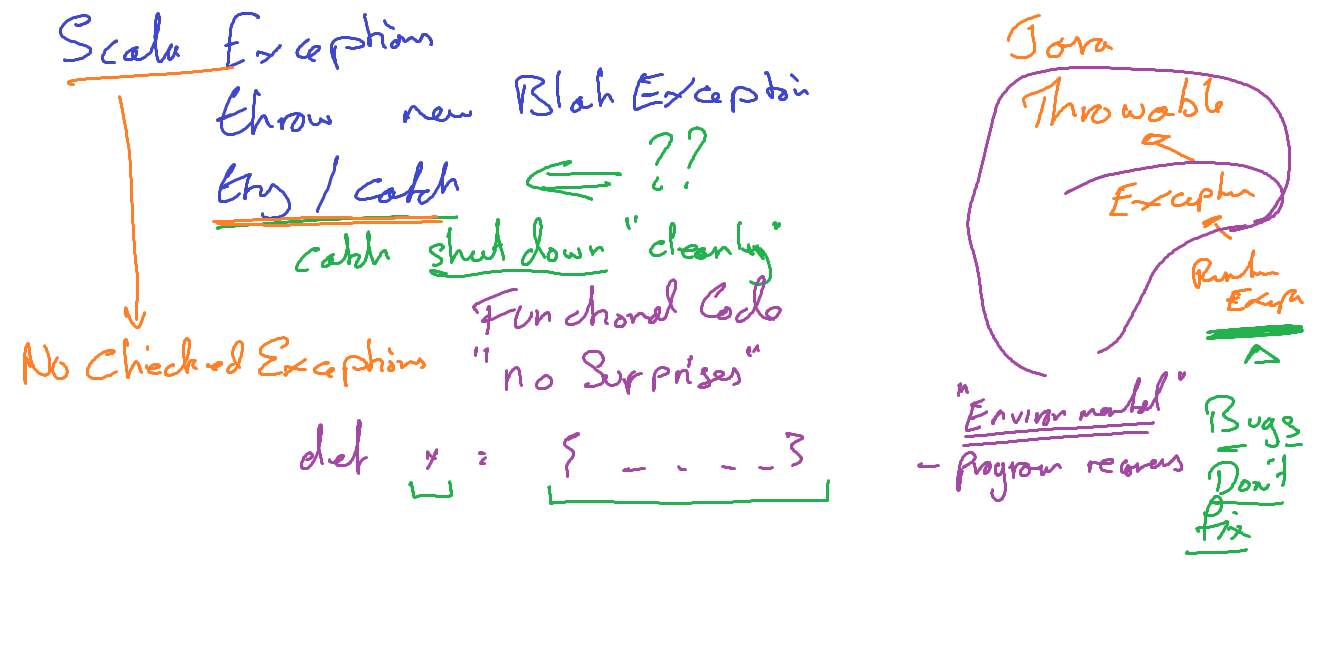 Scala Exceptions
throw new Blah Exception
try / catch
??
catch shut down "cleanly"
Functional Code
"no Surprises"
No Checked Exceptions
def x = { _ . _ . _ }
Java
Throwable
Exception
Runtime
"Environmental"
- Program recovers
Bugs
Don't
Fix